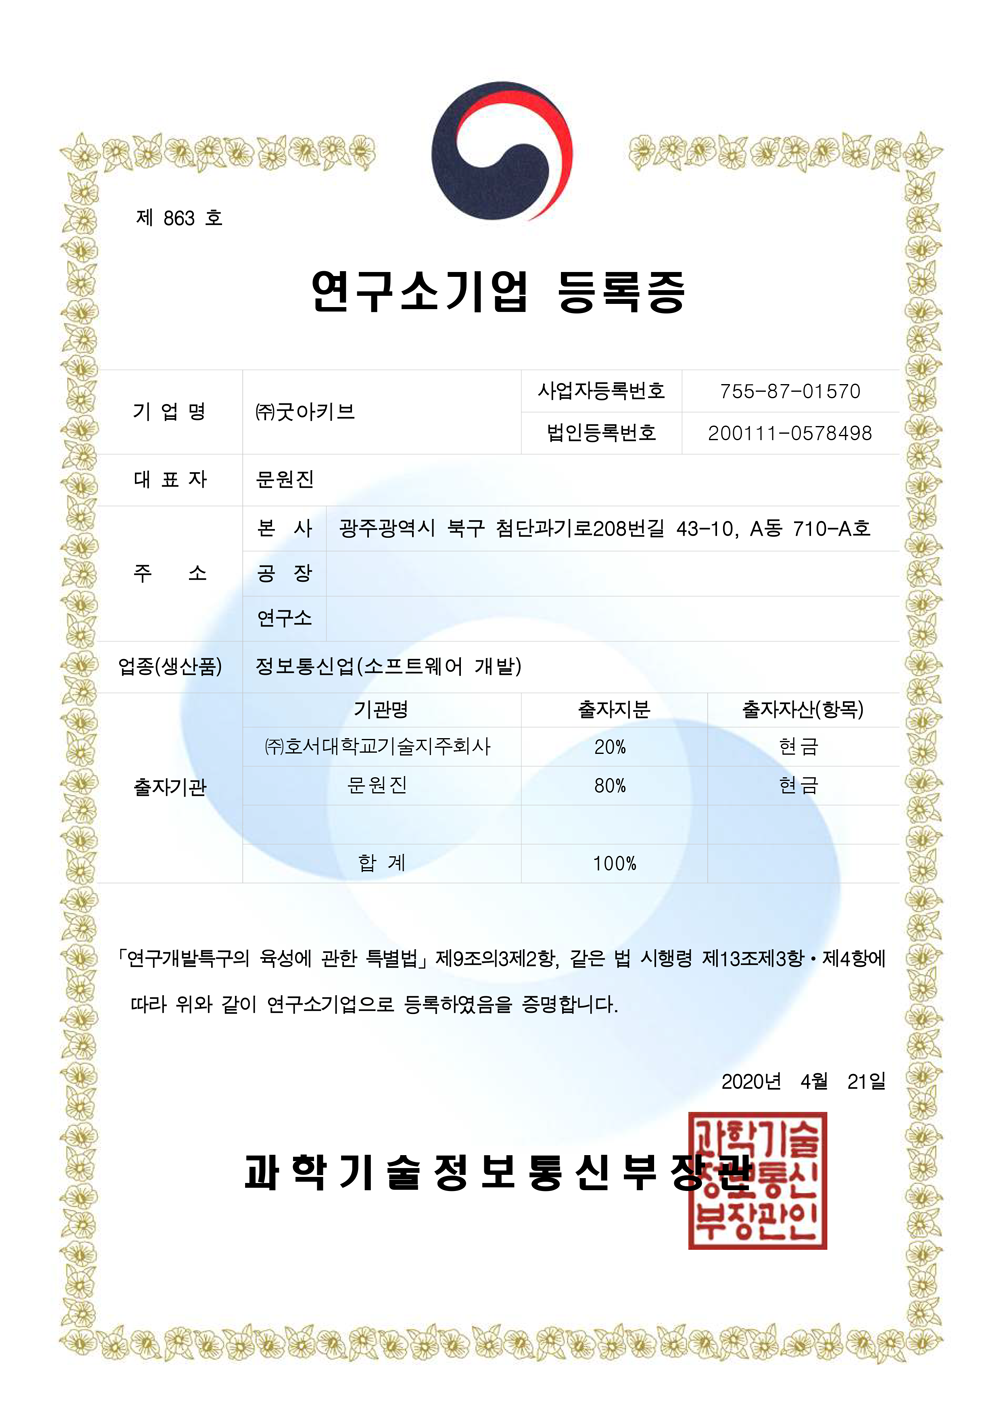 제 863 호
연구소기업 등록증
기 업 명 ㈜굿아키브 사업자등록번호 755-87-01570
법인등록번호 200111-0578498
대 표 자 문원진
주 소 본 사 광주광역시 북구 첨단과기로208번길 43-10, A동 710-A호
공 장
연구소
업종(생산품) 정보통신업(소프트웨어 개발)
출자기관 기관명 출자지분 출자자산(항목)
㈜호서대학교기술지주회사 20% 현금
문원진 80% 현금
합 계 100%
「연구개발특구의 육성에 관한 특별법」 제9조의3제2항, 같은 법 시행령 제13조제3항·제4항에
따라 위와 같이 연구소기업으로 등록하였음을 증명합니다.
2020년 4월 21일
과학기술정보통신부장관
과학기술
정보통신
부장관인